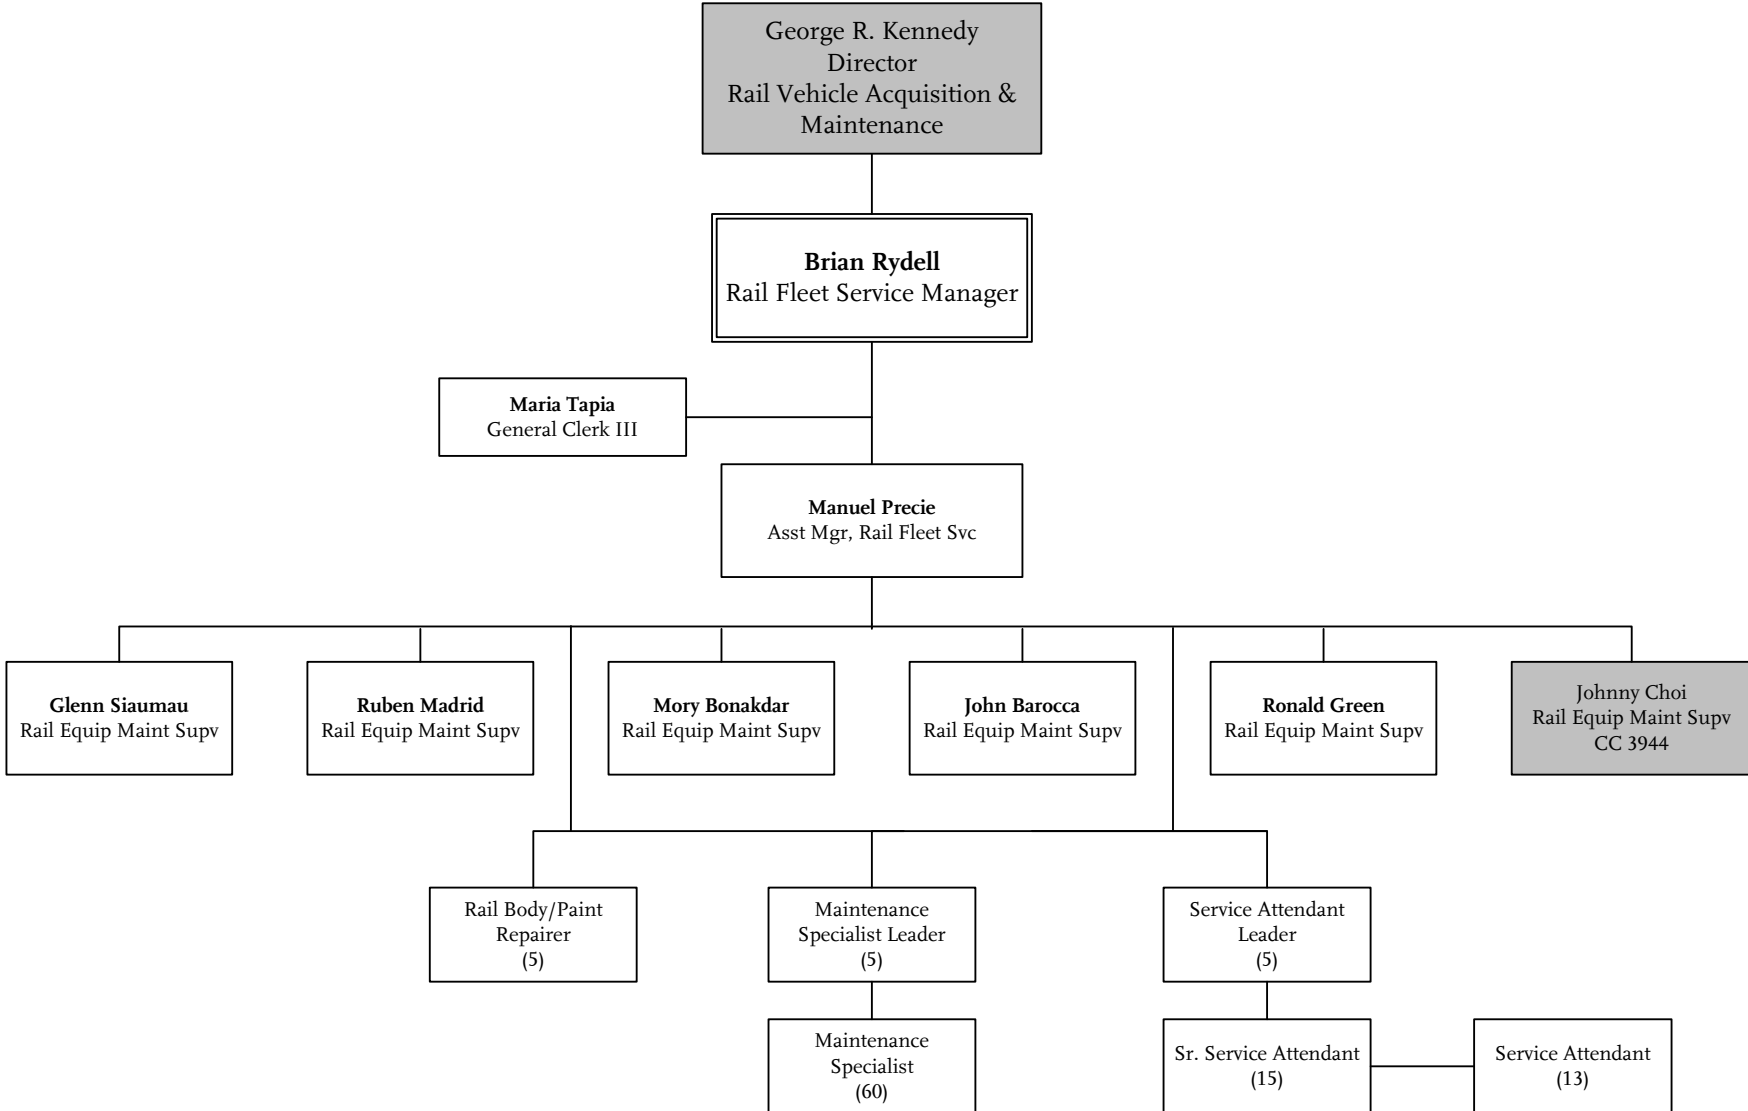 George R. Kennedy
Director
Rail Vehicle Acquisition &
Maintenance
Brian Rydell
Rail Fleet Service Manager
Maria Tapia
General Clerk III
Manuel Precie
Asst Mgr, Rail Fleet Svc
Glenn Siaumau
Rail Equip Maint Supv
Ruben Madrid
Rail Equip Maint Supv
Mory Bonakdar
Rail Equip Maint Supv
John Barocca
Rail Equip Maint Supv
Ronald Green
Rail Equip Maint Supv
Johnny Choi
Rail Equip Maint Supv
CC 3944
Rail Body/Paint
Repairer
(5)
Maintenance
Specialist Leader
(5)
Service Attendant
Leader
(5)
Maintenance
Specialist
(60)
Sr. Service Attendant
(15)
Service Attendant
(13)